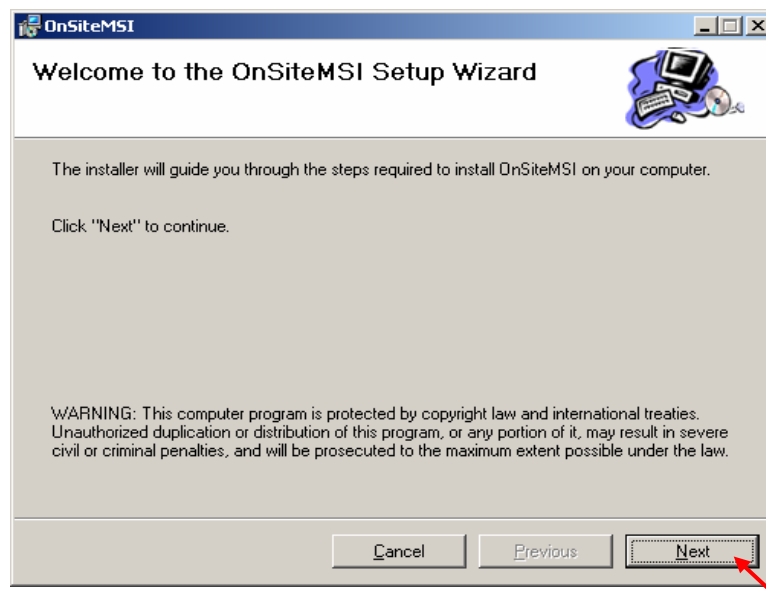 OnSiteMSI
Welcome to the OnSiteMSI Setup Wizard
The installer will guide you through the steps required to install OnSiteMSI on your computer.
Click "Next" to continue.
WARNING: This computer program is protected by copyright law and international treaties.
Unauthorized duplication or distribution of this program, or any portion of it, may result in severe
civil or criminal penalties, and will be prosecuted to the maximum extent possible under the law.
Cancel
Previous
Next